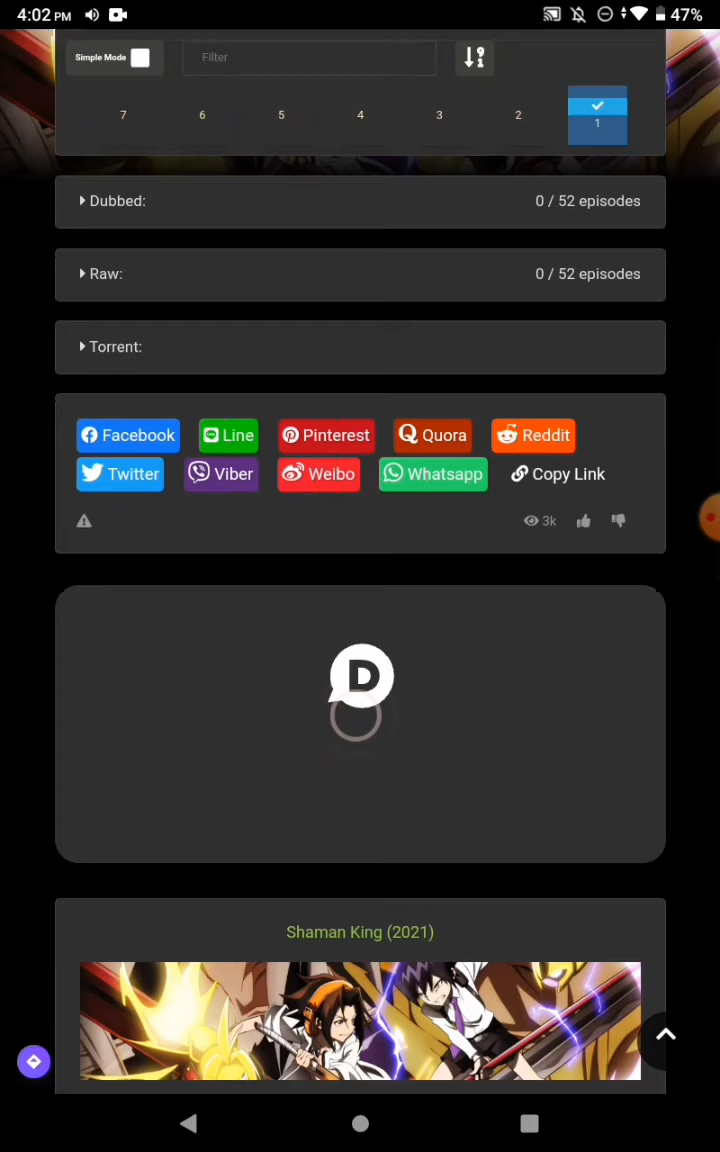 4:02 PM 47%
Simple Mode Filter
7 6 5 4 3 2 1
Dubbed: 0 / 52 episodes
Raw: 0 / 52 episodes
Torrent:
Facebook Line Pinterest Quora Reddit
Twitter Viber Weibo Whatsapp Copy Link
3k
D
Shaman King (2021)